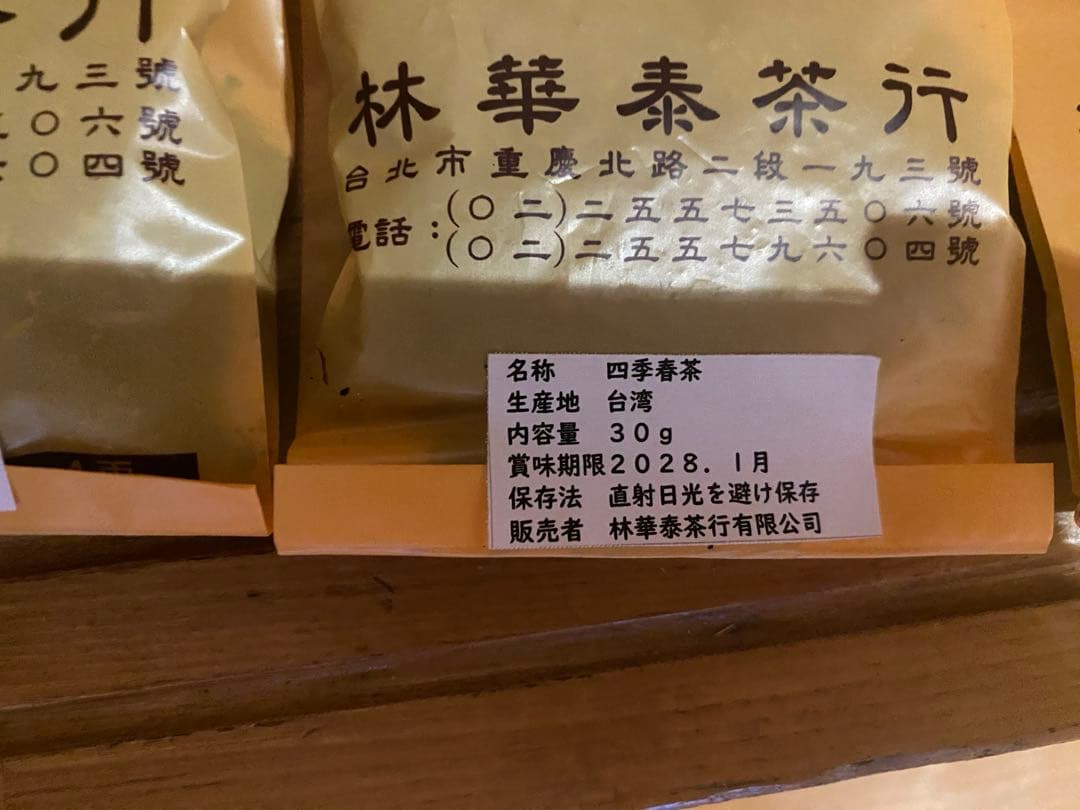 九三號
〇六號
〇四號
林華泰茶行
台北市重慶北路二段一九三號
電話：(〇二)二五五七三五〇六號
(〇二)二五五七九六〇四號
名称　四季春茶
生産地　台湾
内容量　３０ｇ
賞味期限２０２８．１月
保存法　直射日光を避け保存
販売者　林華泰茶行有限公司